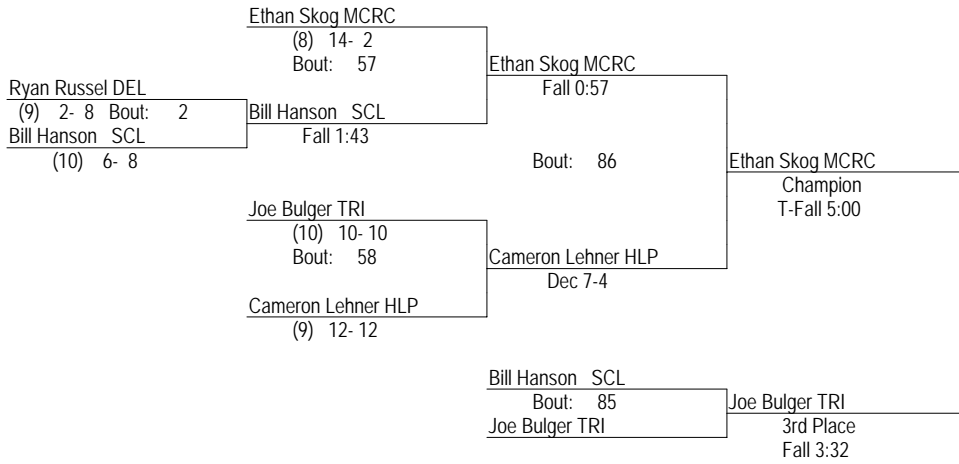 Ethan Skog MCRC
(8) 14- 2
Bout: 57
Ethan Skog MCRC
Fall 0:57
Ryan Russel DEL
(9) 2- 8 Bout: 2
Bill Hanson SCL
Fall 1:43
Bill Hanson SCL
(10) 6- 8
Bout: 86
Ethan Skog MCRC
Champion
T-Fall 5:00
Joe Bulger TRI
(10) 10- 10
Bout: 58
Cameron Lehner HLP
Dec 7-4
Cameron Lehner HLP
(9) 12- 12
Bill Hanson SCL
Bout: 85
Joe Bulger TRI
Joe Bulger TRI
3rd Place
Fall 3:32